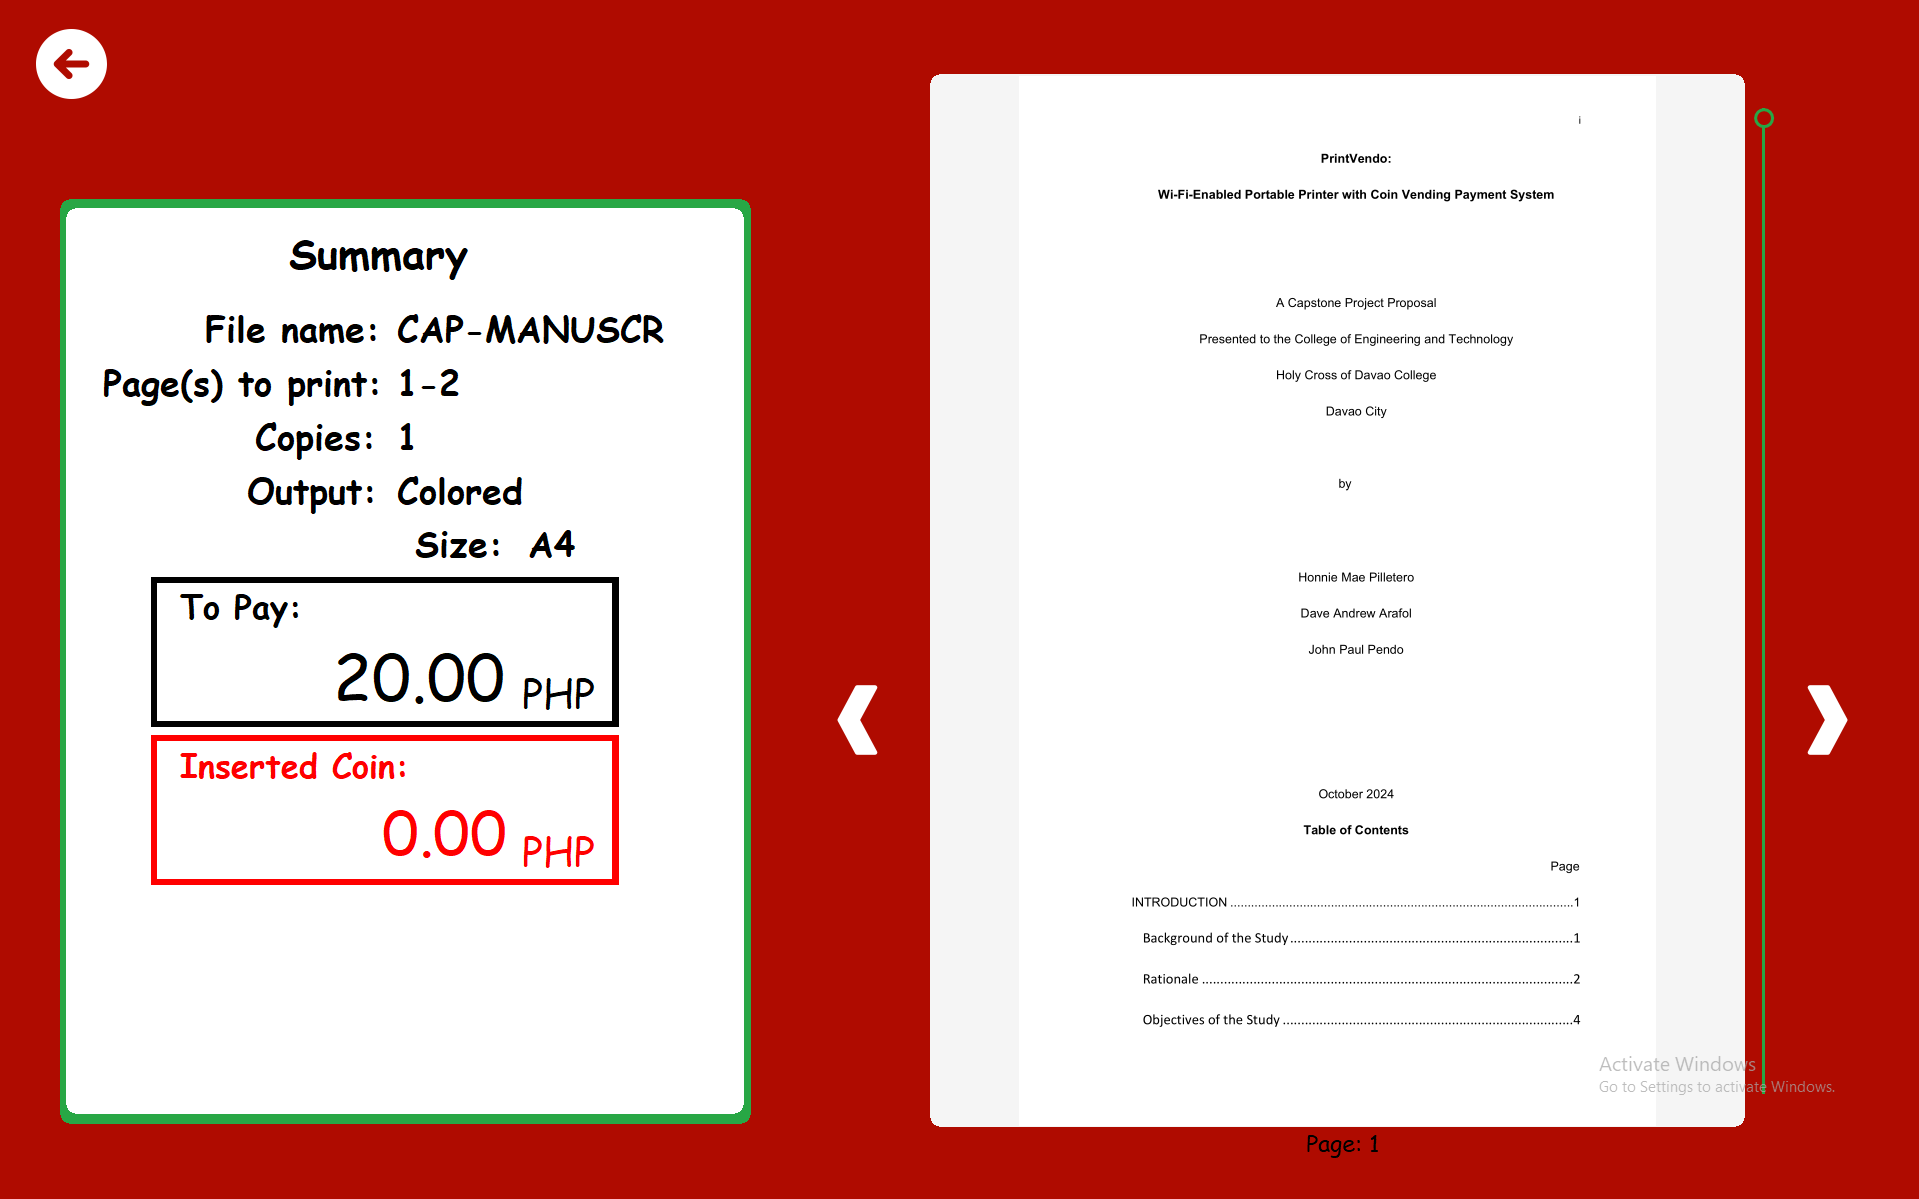 Summary
File name: CAP-MANUSCR
Page(s) to print: 1-2
Copies: 1
Output: Colored
Size: A4
To Pay:
20.00 PHP
Inserted Coin:
0.00 PHP
i
PrintVendo:
Wi-Fi-Enabled Portable Printer with Coin Vending Payment System
A Capstone Project Proposal
Presented to the College of Engineering and Technology
Holy Cross of Davao College
Davao City
by
Honnie Mae Pilletero
Dave Andrew Arafol
John Paul Pendo
October 2024
Table of Contents
Page
INTRODUCTION ........................................................................1
Background of the Study........................................................................1
Rationale ........................................................................2
Objectives of the Study ........................................................................4
Activate Windows
Go to Settings to activate Windows.
Page: 1